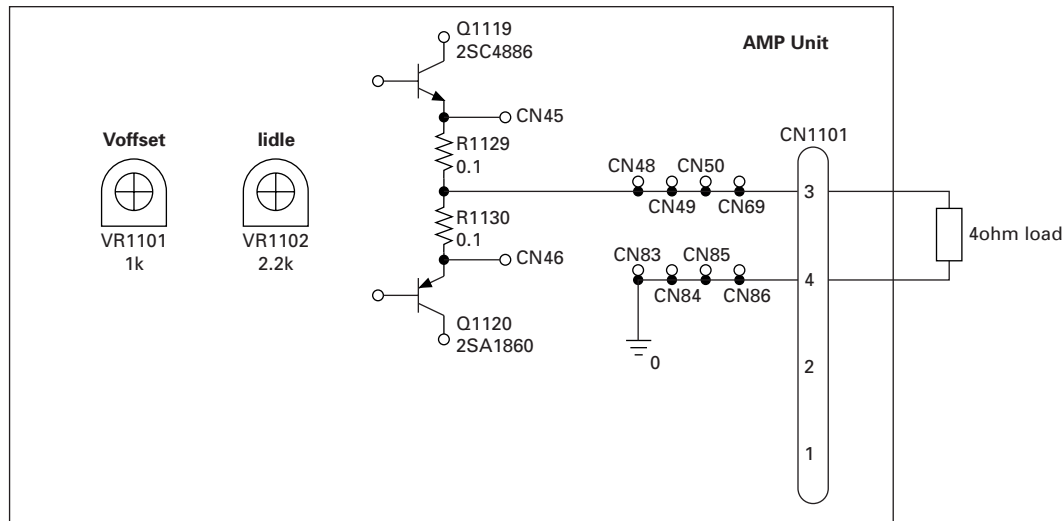 AMP Unit
Q1119
2SC4886
CN45
R1129
0.1
R1130
0.1
CN46
Q1120
2SA1860
Voffset
VR1101
1k
Iidle
VR1102
2.2k
CN1101
CN48
CN50
CN49
CN69
3
CN83
CN85
CN84
CN86
4
0
2
1
4ohm load